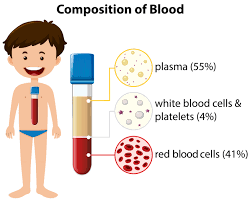 Composition of Blood
plasma (55%)
white blood cells &
platelets (4%)
red blood cells (41%)